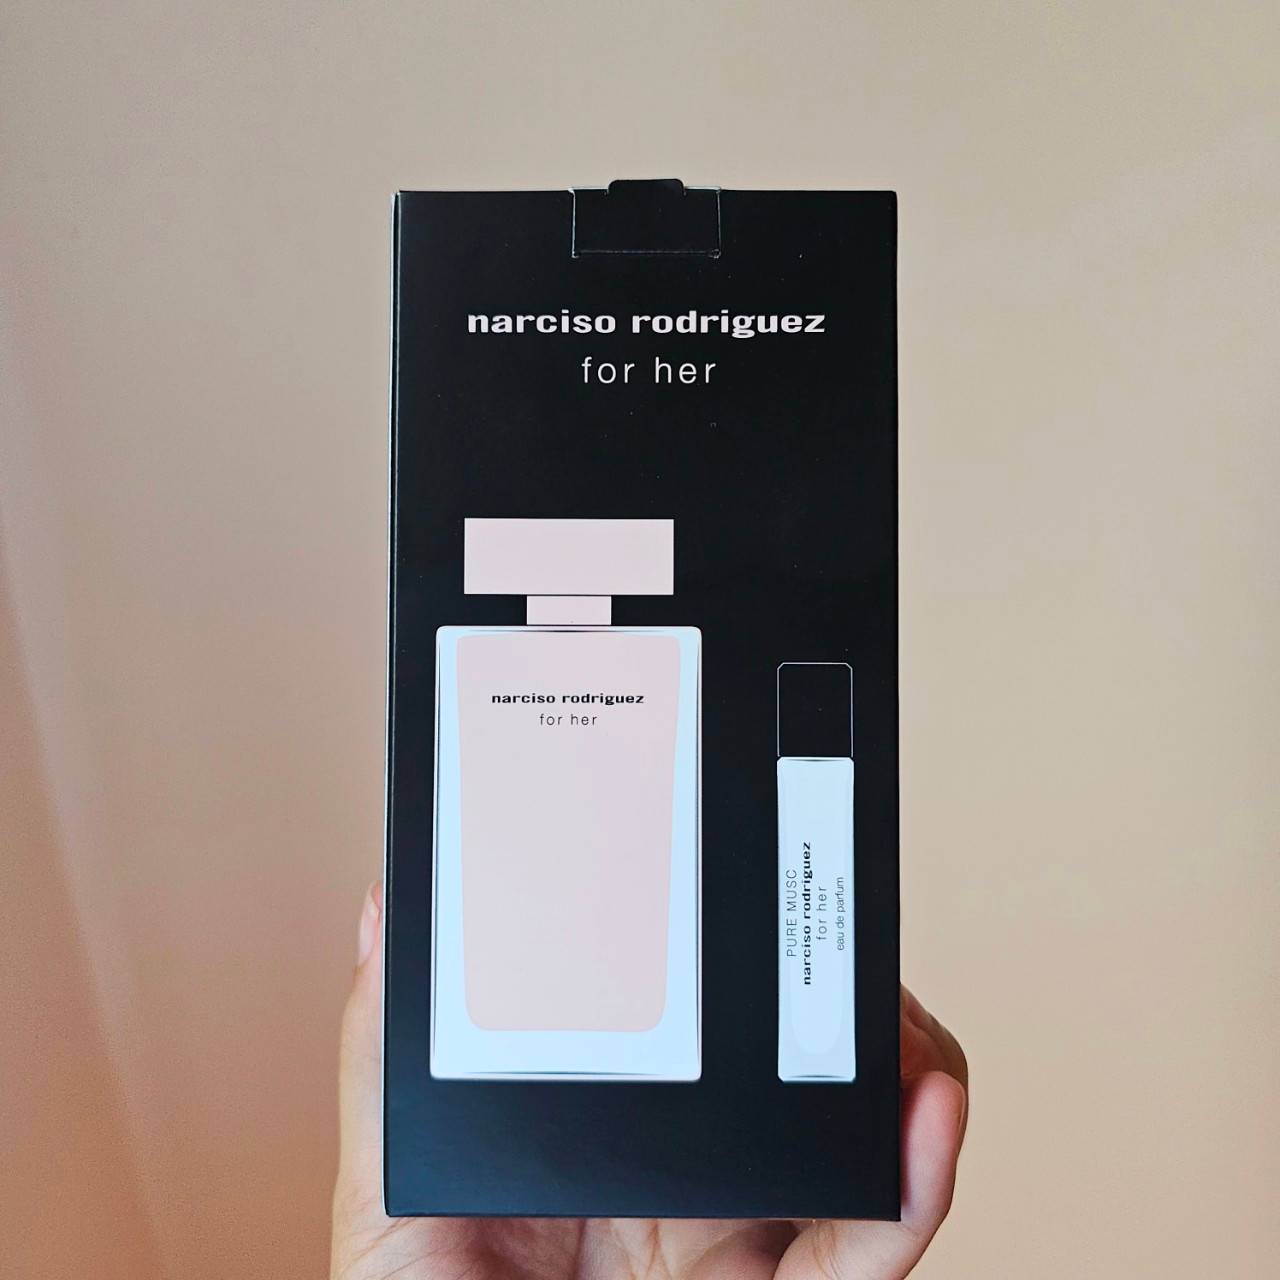 narciso rodriguez
for her
narciso rodriguez
for her
PURE MUSC
narciso rodriguez
for her
eau de parfum